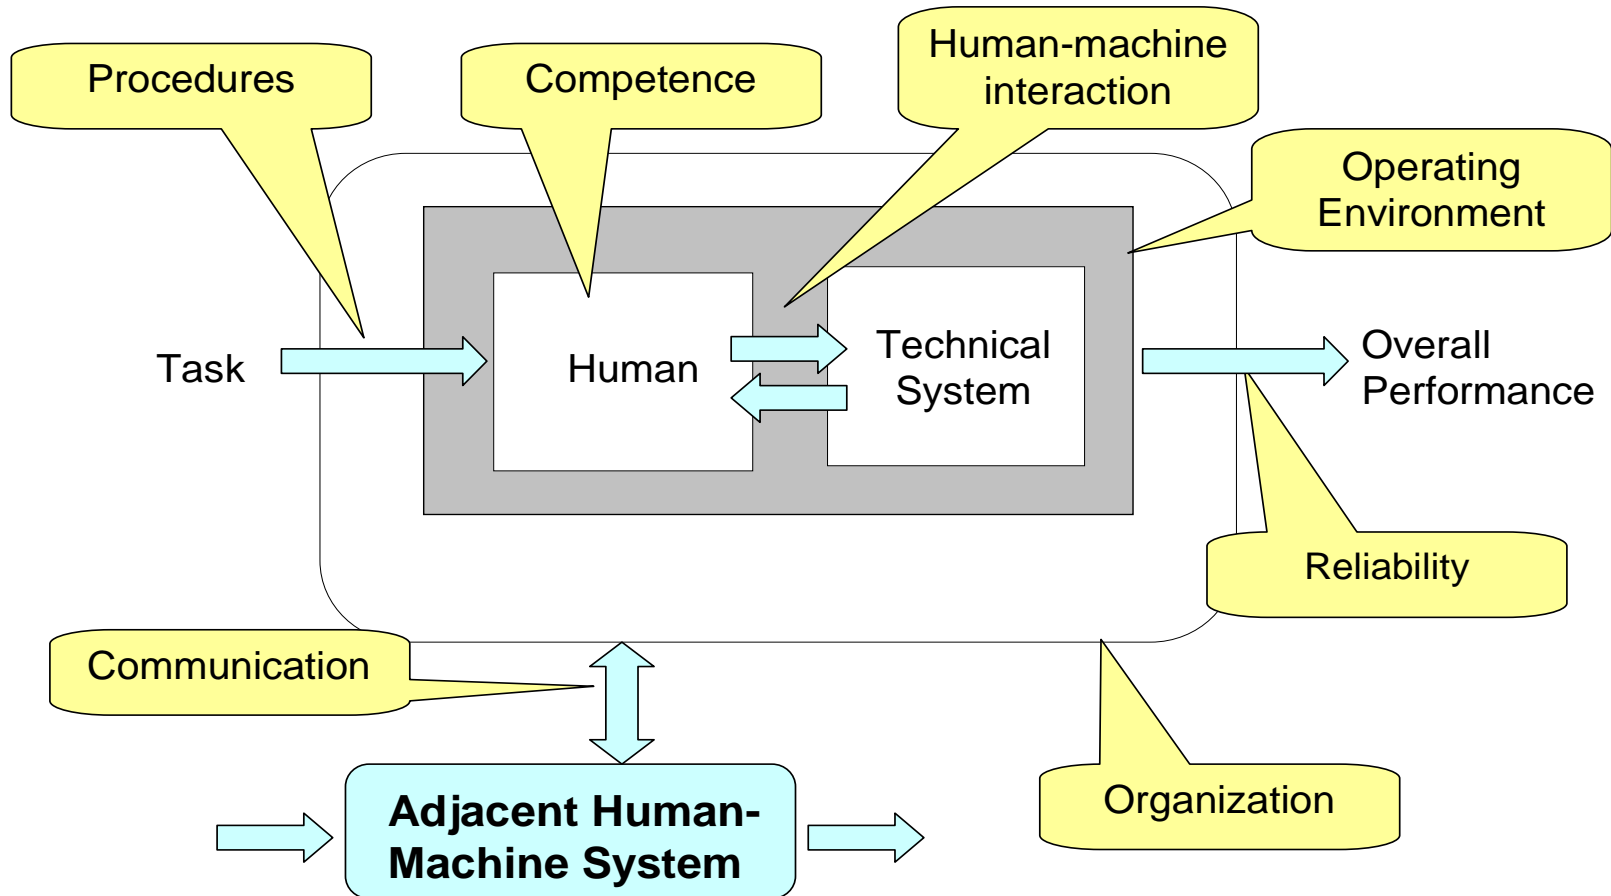 Procedures
Competence
Human-machine
interaction
Operating
Environment
Task
Human
Technical
System
Overall
Performance
Reliability
Communication
Organization
Adjacent Human-
Machine System